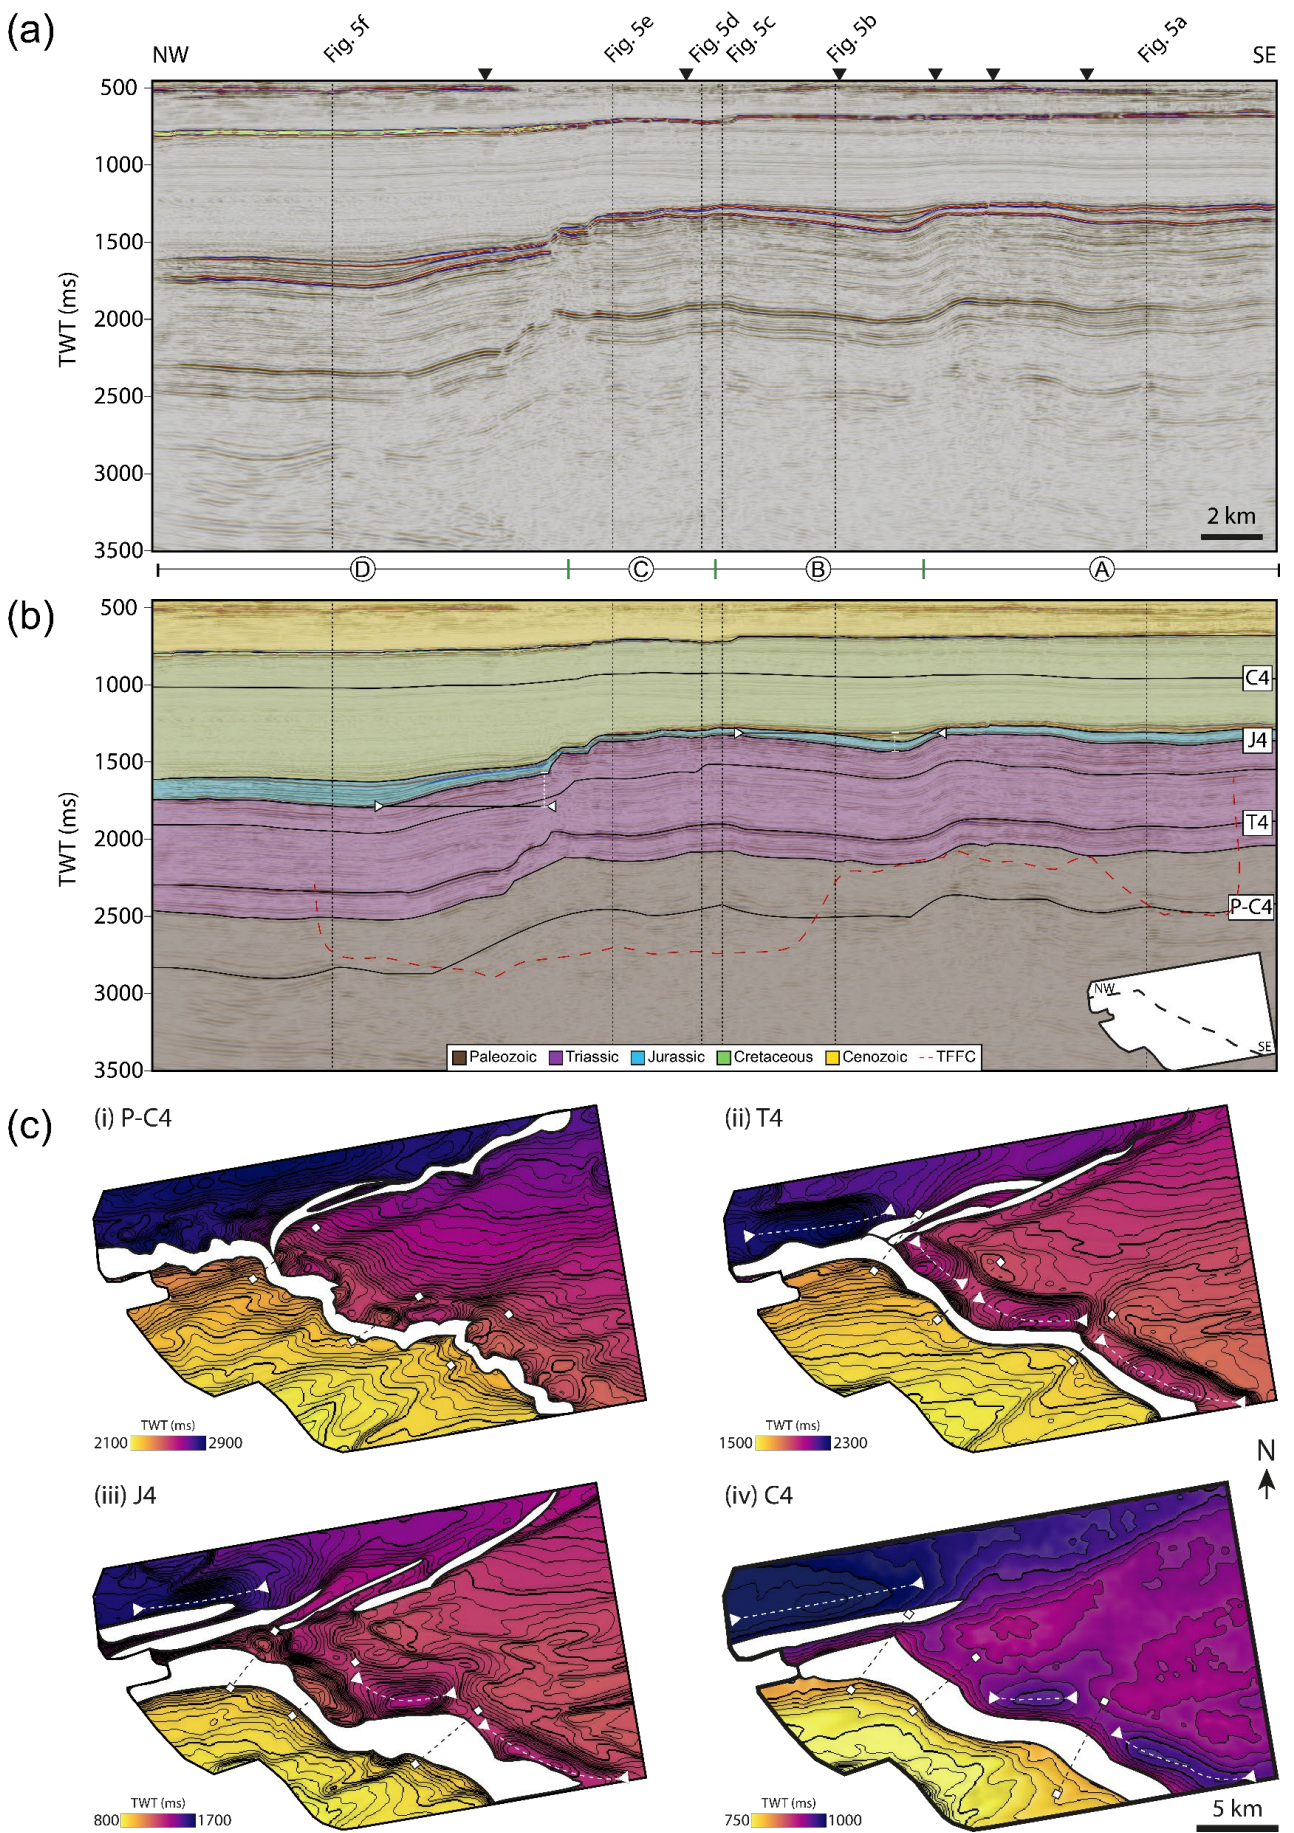 (a)
NW Fig. 5f Fig. 5e Fig. 5d Fig. 5c Fig. 5b Fig. 5a SE
500
1000
1500
2000
2500
3000
3500
TWT (ms)
2 km
D C B A
(b)
500
1000
1500
2000
2500
3000
3500
TWT (ms)
C4
J4
T4
P-C4
NW
SE
Paleozoic Triassic Jurassic Cretaceous Cenozoic TFFC
(c)
(i) P-C4
TWT (ms)
2100 2900
(ii) T4
TWT (ms)
1500 2300
N
(iii) J4
TWT (ms)
800 1700
(iv) C4
TWT (ms)
750 1000
5 km